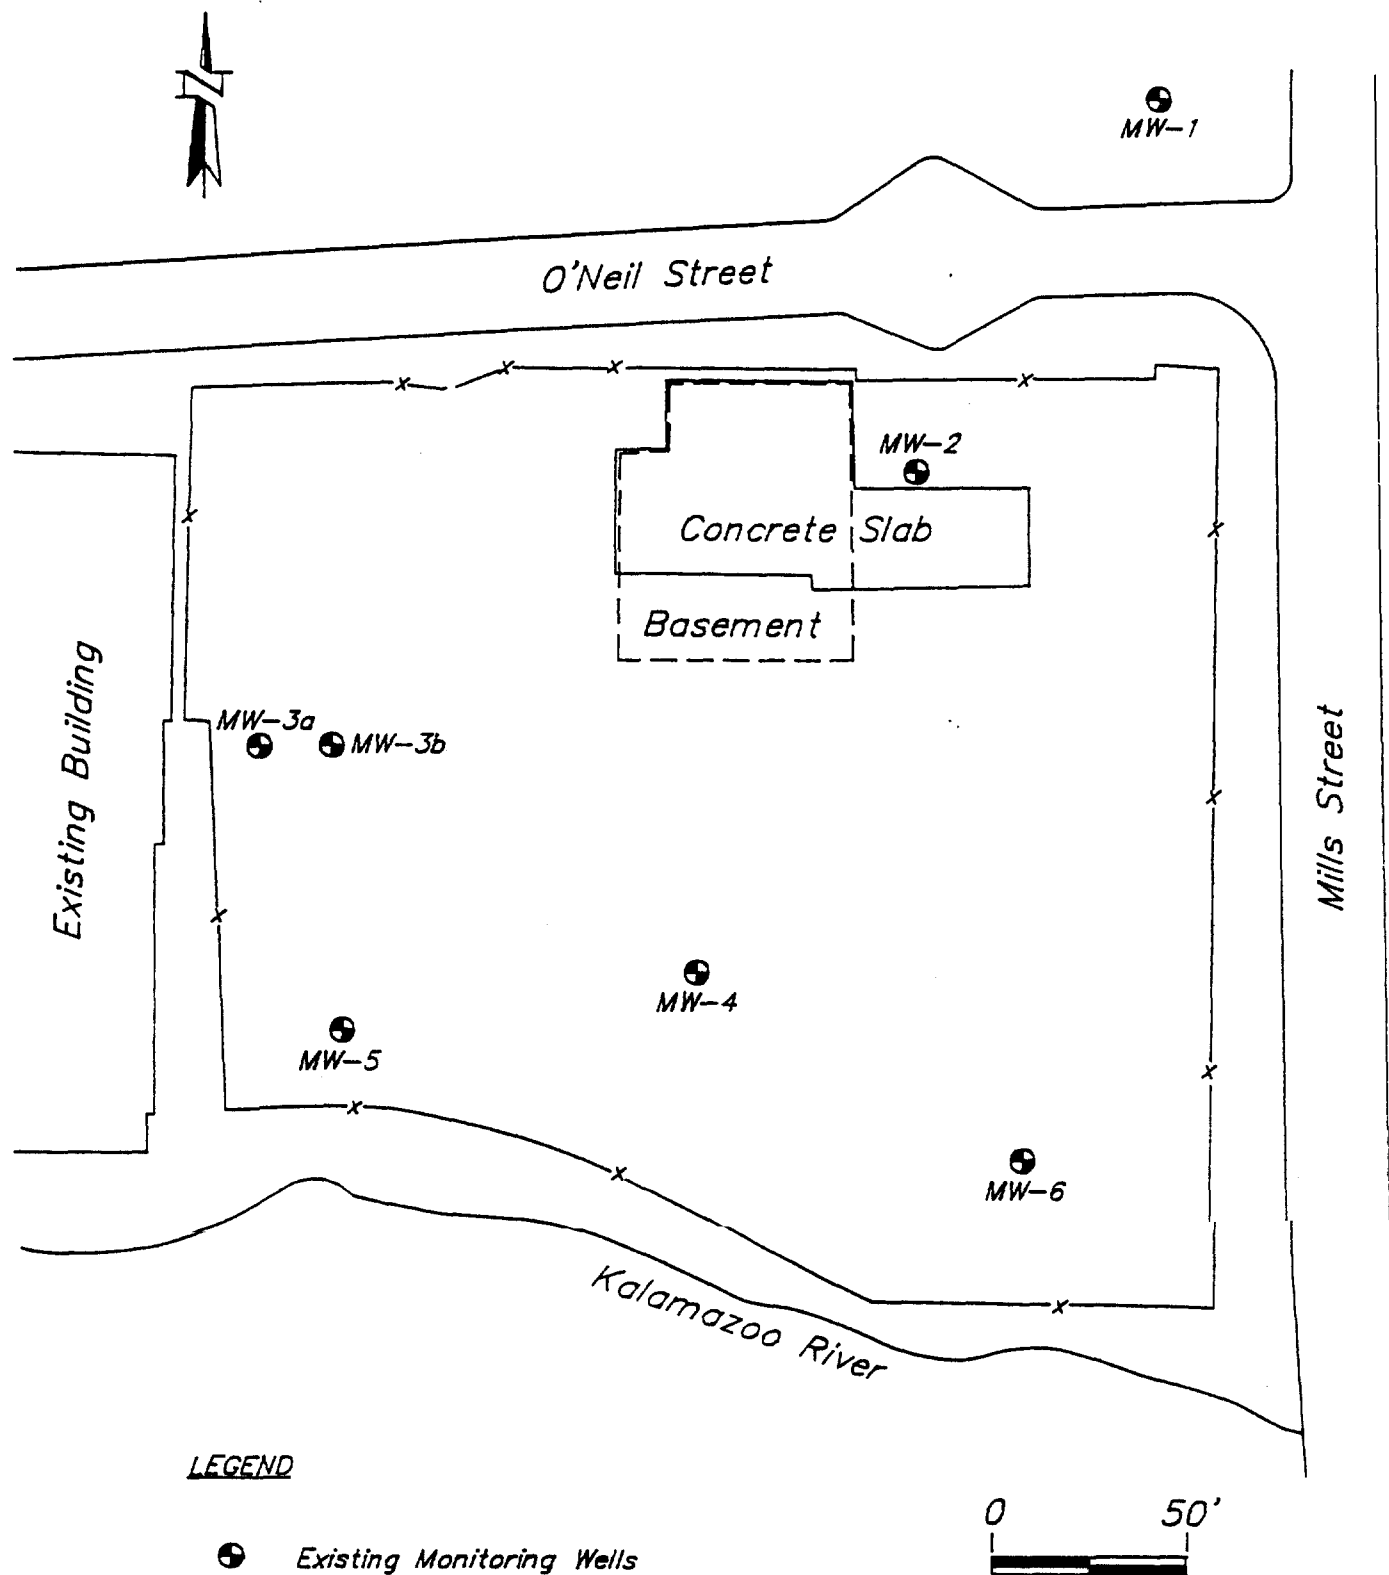 N
MW-1
O'Neil Street
MW-2
Concrete Slab
Basement
Existing Building
MW-3a
MW-3b
Mills Street
MW-4
MW-5
MW-6
Kalamazoo River
LEGEND
0 50'
Existing Monitoring Wells